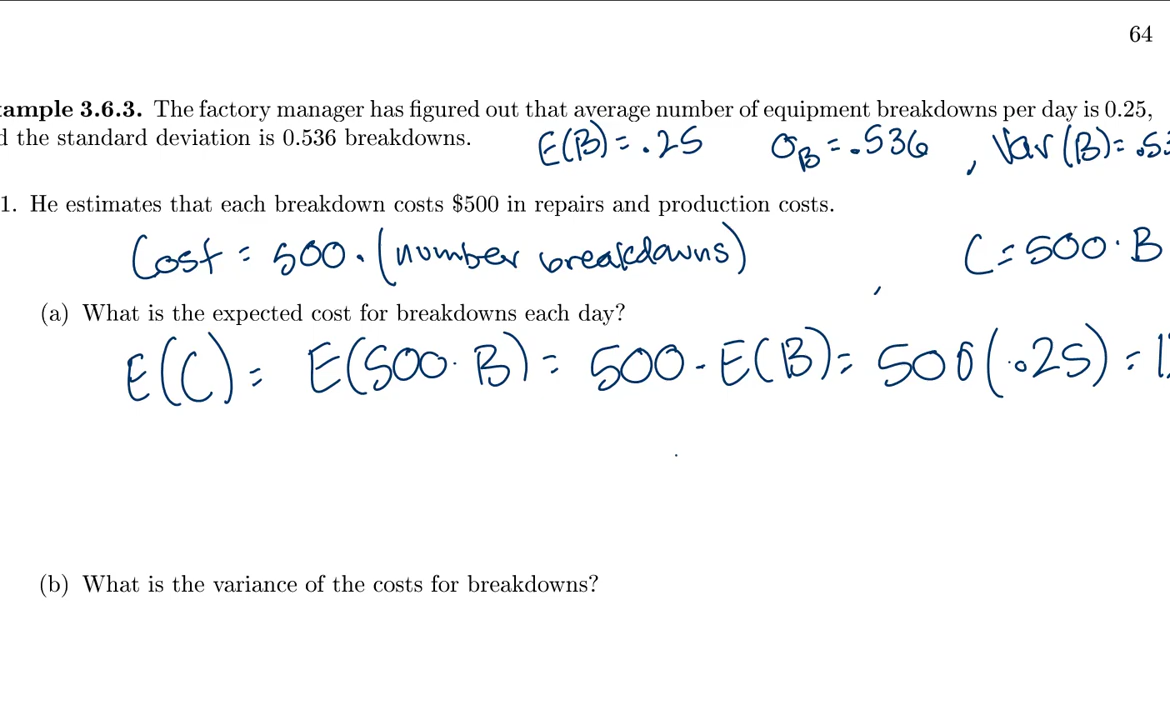 64
ample 3.6.3. The factory manager has figured out that average number of equipment breakdowns per day is 0.25,
the standard deviation is 0.536 breakdowns.
E(B) = .25 σB = .536 , Var(B) = .53
1. He estimates that each breakdown costs $500 in repairs and production costs.
Cost = 500 · (number breakdowns) , C = 500 · B
(a) What is the expected cost for breakdowns each day?
E(C) = E(500 · B) = 500 · E(B) = 500(.25) = 1
(b) What is the variance of the costs for breakdowns?